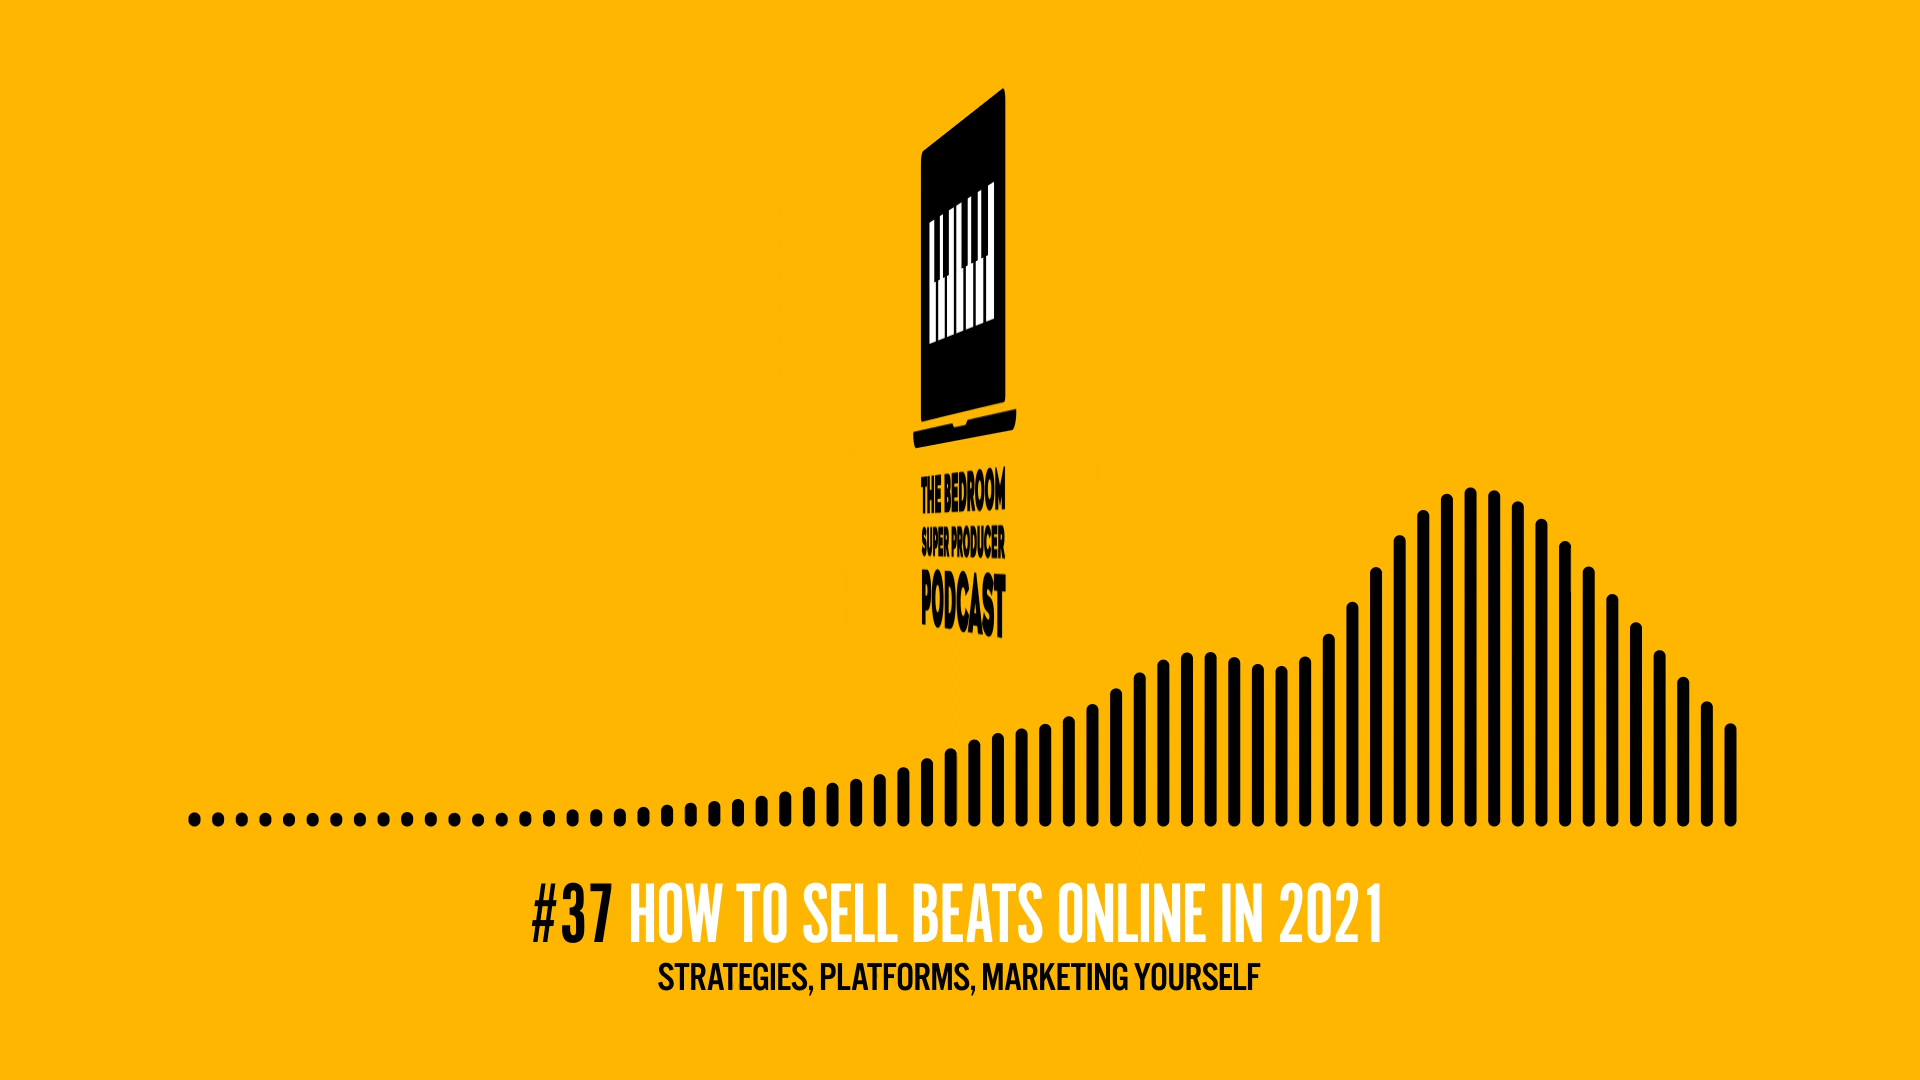 THE BEDROOM
SUPER PRODUCER
PODCAST
#37 HOW TO SELL BEATS ONLINE IN 2021
STRATEGIES, PLATFORMS, MARKETING YOURSELF